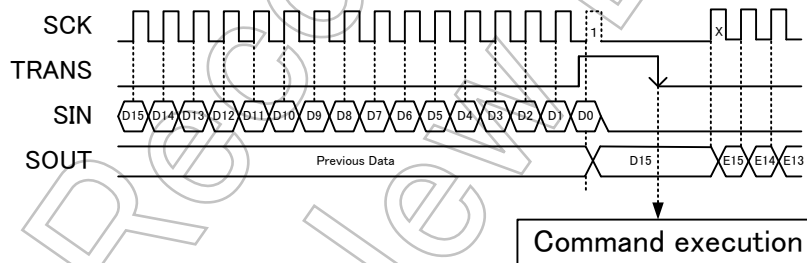 SCK 1 X
TRANS
SIN D15 D14 D13 D12 D11 D10 D9 D8 D7 D6 D5 D4 D3 D2 D1 D0
SOUT Previous Data D15 E15 E14 E13
Command execution